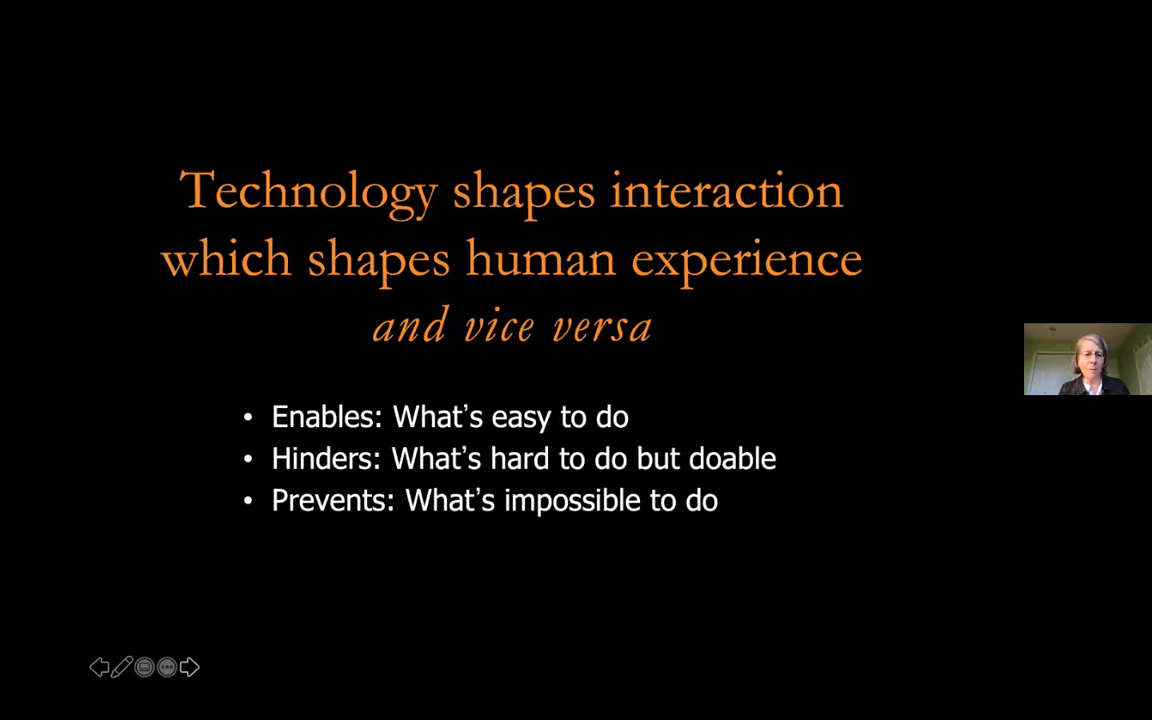 Technology shapes interaction
which shapes human experience
and vice versa
• Enables: What’s easy to do
• Hinders: What’s hard to do but doable
• Prevents: What’s impossible to do